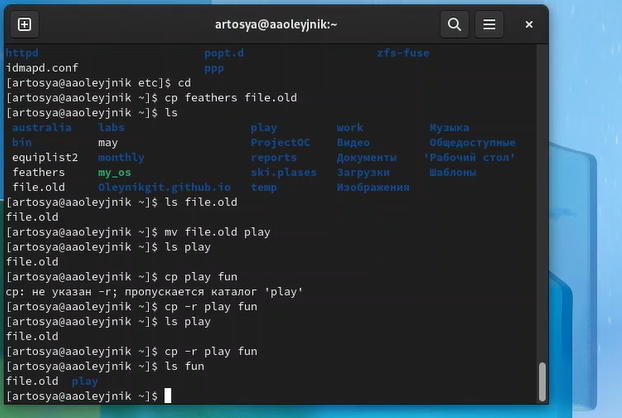 artosya@aaoleyjnik:~
httpd popt.d zfs-fuse
idmapd.conf ppp
[artosya@aaoleyjnik etc]$ cd
[artosya@aaoleyjnik ~]$ cp feathers file.old
[artosya@aaoleyjnik ~]$ ls
australia labs play work Музыка
bin may ProjectOC Видео Общедоступные
equiplist2 monthly reports Документы 'Рабочий стол'
feathers my_os ski.plases Загрузки Шаблоны
file.old Oleynikgit.github.io temp Изображения
[artosya@aaoleyjnik ~]$ ls file.old
file.old
[artosya@aaoleyjnik ~]$ mv file.old play
[artosya@aaoleyjnik ~]$ ls play
file.old
[artosya@aaoleyjnik ~]$ cp play fun
cp: не указан -r; пропускается каталог 'play'
[artosya@aaoleyjnik ~]$ cp -r play fun
[artosya@aaoleyjnik ~]$ ls play
file.old
[artosya@aaoleyjnik ~]$ cp -r play fun
[artosya@aaoleyjnik ~]$ ls fun
file.old play
[artosya@aaoleyjnik ~]$